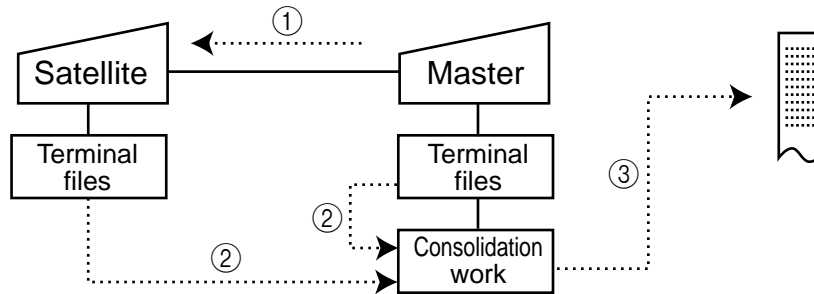 ①
Satellite
Master
Terminal
files
Terminal
files
③
②
②
Consolidation
work